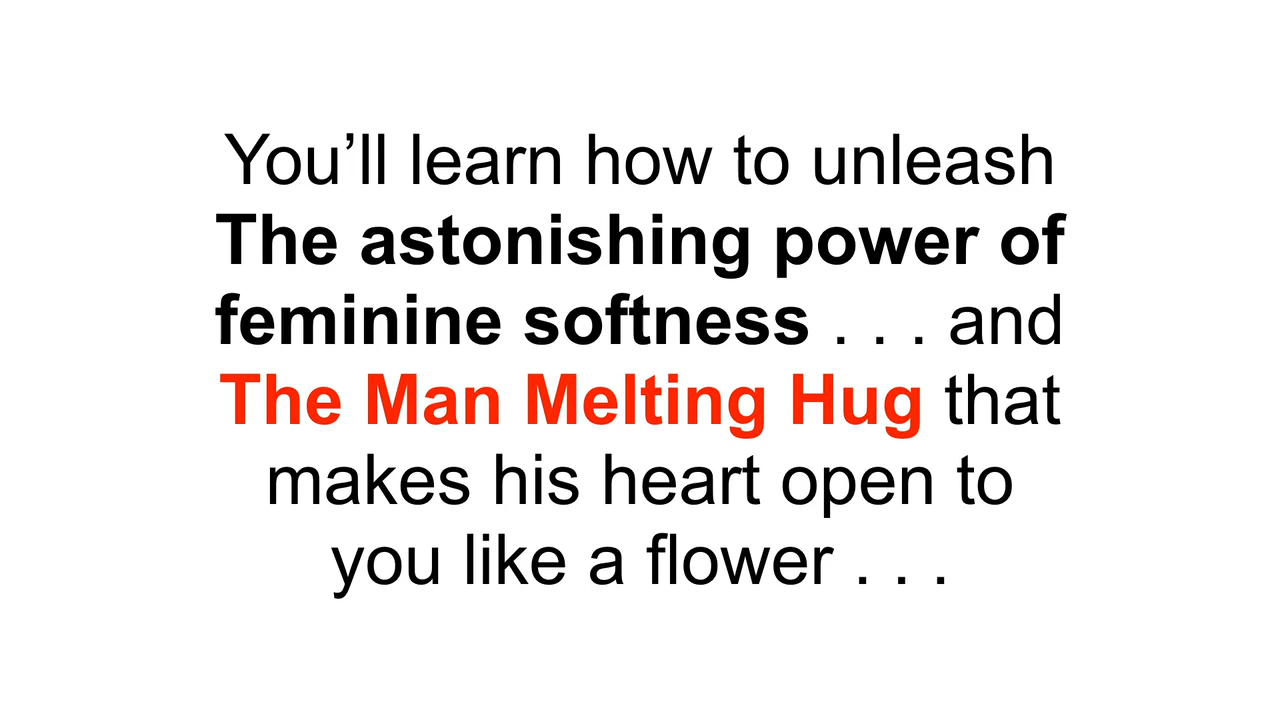 You’ll learn how to unleash
The astonishing power of
feminine softness . . . and
The Man Melting Hug that
makes his heart open to
you like a flower . . .